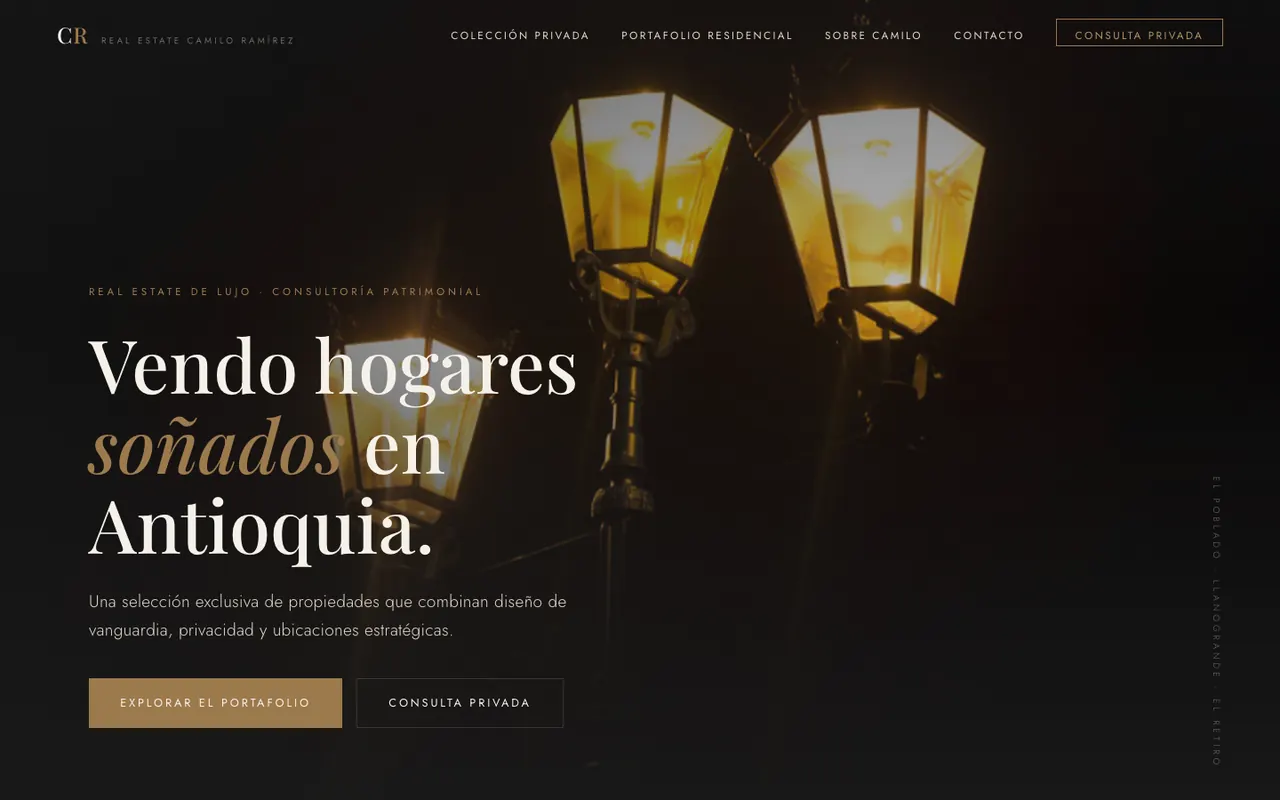 CR REAL ESTATE CAMILO RAMÍREZ
COLECCIÓN PRIVADA
PORTAFOLIO RESIDENCIAL
SOBRE CAMILO
CONTACTO
CONSULTA PRIVADA
REAL ESTATE DE LUJO · CONSULTORÍA PATRIMONIAL
Vendo hogares
soñados en
Antioquia.
Una selección exclusiva de propiedades que combinan diseño de
vanguardia, privacidad y ubicaciones estratégicas.
EXPLORAR EL PORTAFOLIO
CONSULTA PRIVADA
EL POBLADO · LLANOGRANDE · EL RETIRO